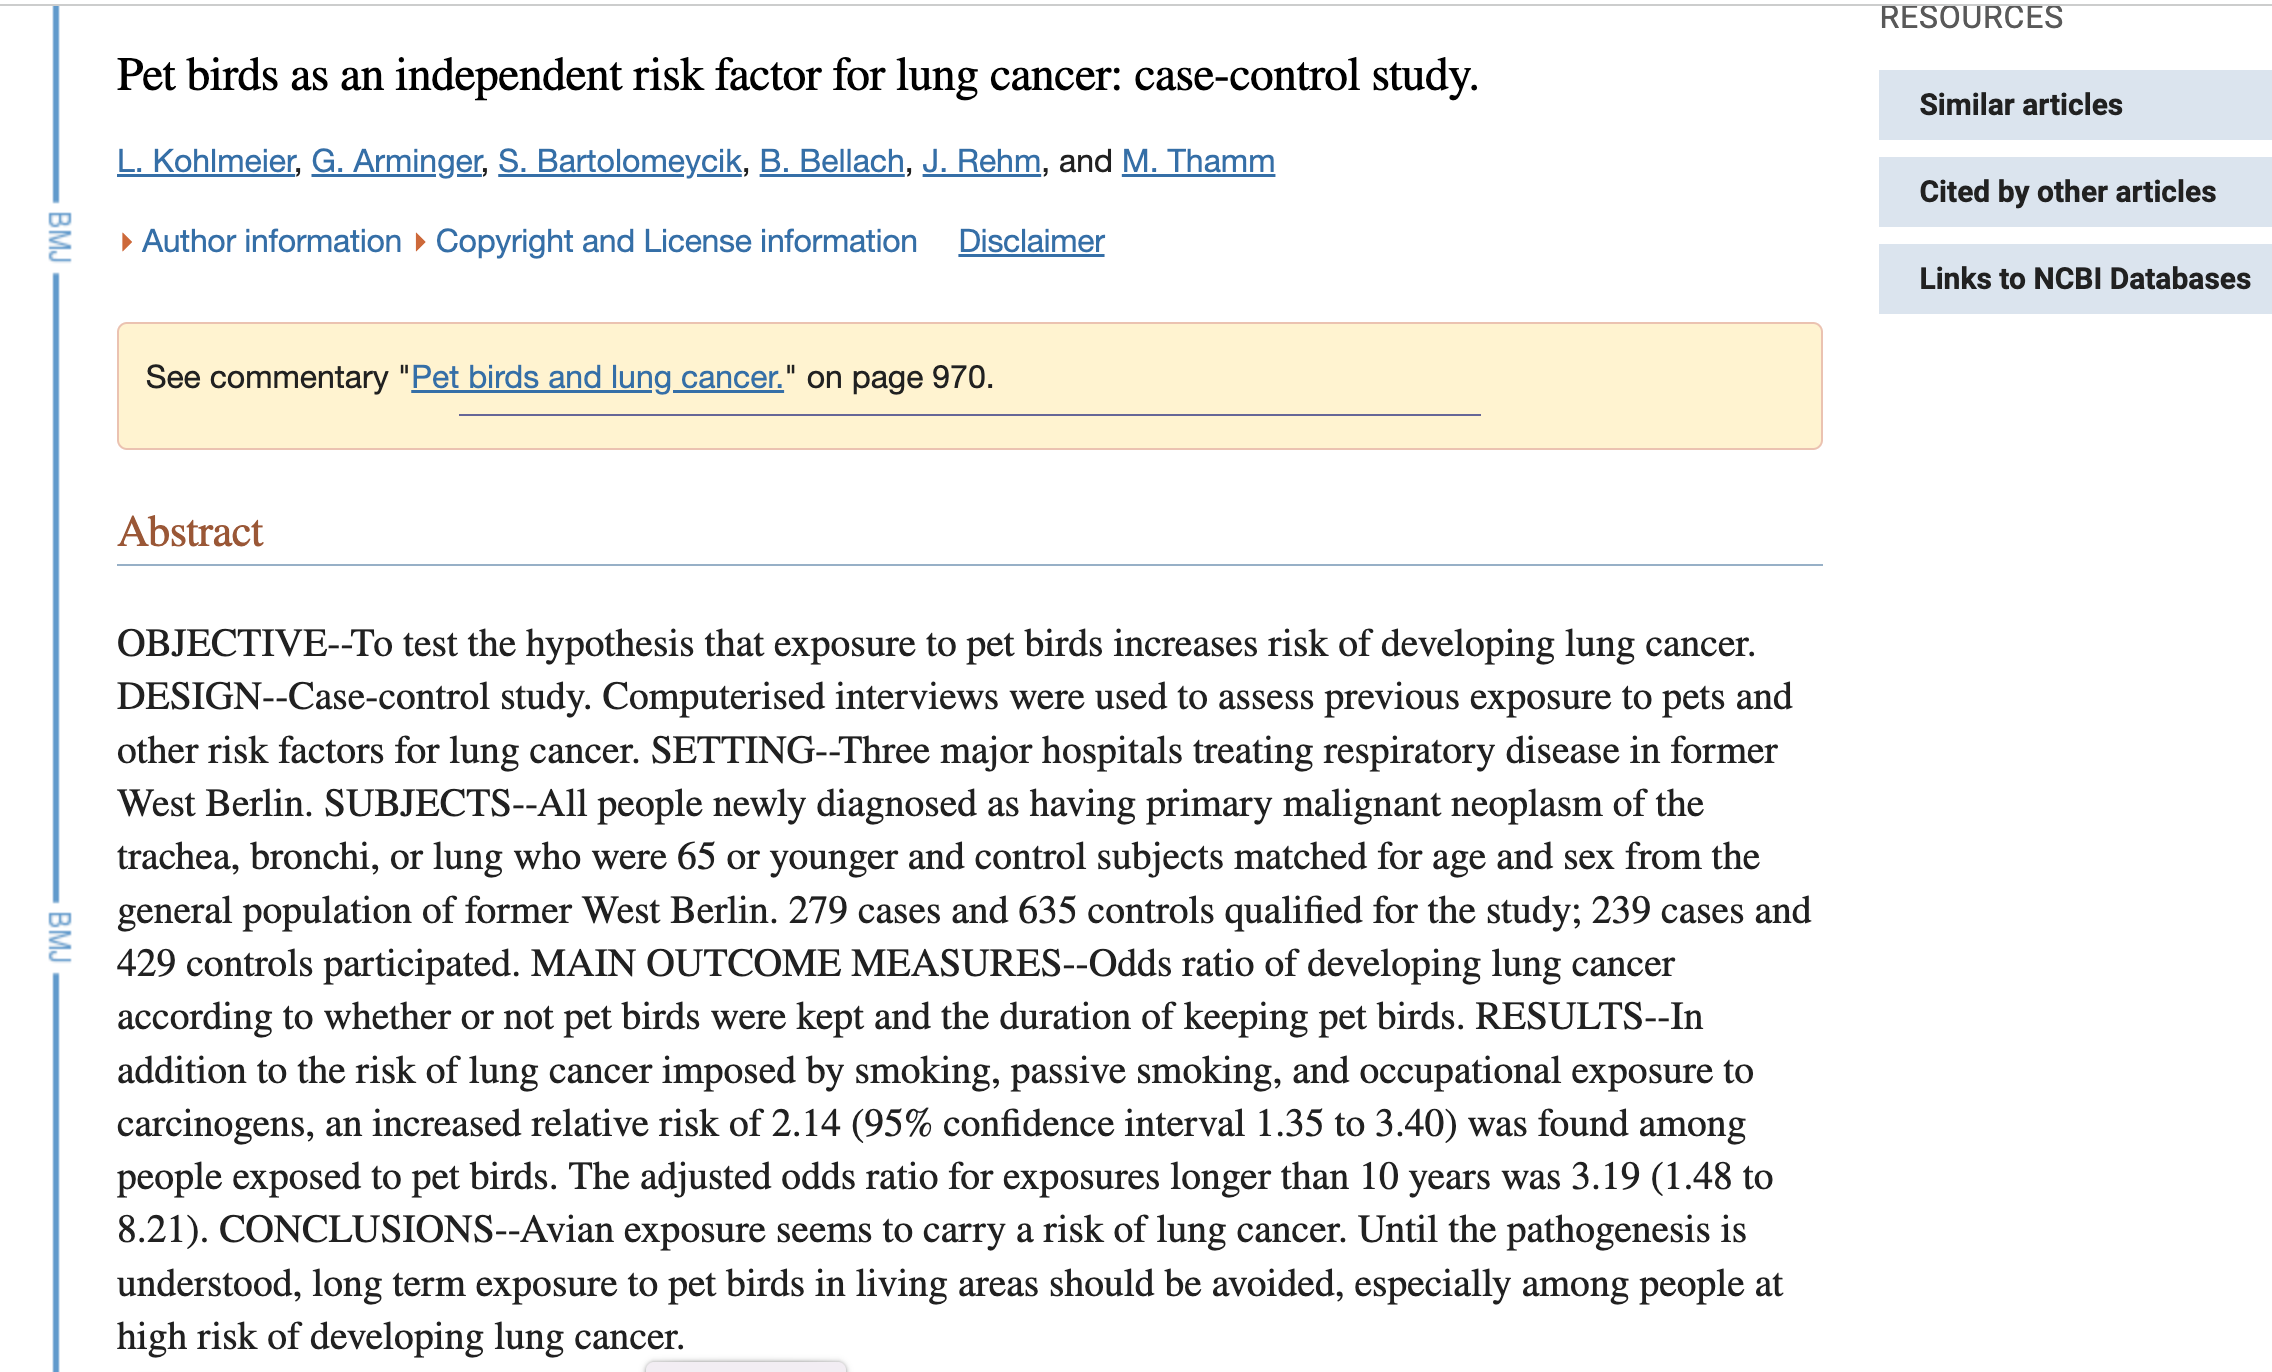 RESOURCES
Pet birds as an independent risk factor for lung cancer: case-control study.
L. Kohlmeier, G. Arminger, S. Bartolomeycik, B. Bellach, J. Rehm, and M. Thamm
Author information Copyright and License information Disclaimer
See commentary "Pet birds and lung cancer." on page 970.
Abstract
OBJECTIVE--To test the hypothesis that exposure to pet birds increases risk of developing lung cancer.
DESIGN--Case-control study. Computerised interviews were used to assess previous exposure to pets and
other risk factors for lung cancer. SETTING--Three major hospitals treating respiratory disease in former
West Berlin. SUBJECTS--All people newly diagnosed as having primary malignant neoplasm of the
trachea, bronchi, or lung who were 65 or younger and control subjects matched for age and sex from the
general population of former West Berlin. 279 cases and 635 controls qualified for the study; 239 cases and
429 controls participated. MAIN OUTCOME MEASURES--Odds ratio of developing lung cancer
according to whether or not pet birds were kept and the duration of keeping pet birds. RESULTS--In
addition to the risk of lung cancer imposed by smoking, passive smoking, and occupational exposure to
carcinogens, an increased relative risk of 2.14 (95% confidence interval 1.35 to 3.40) was found among
people exposed to pet birds. The adjusted odds ratio for exposures longer than 10 years was 3.19 (1.48 to
8.21). CONCLUSIONS--Avian exposure seems to carry a risk of lung cancer. Until the pathogenesis is
understood, long term exposure to pet birds in living areas should be avoided, especially among people at
high risk of developing lung cancer.
Similar articles
Cited by other articles
Links to NCBI Databases
BMJ
BMJ